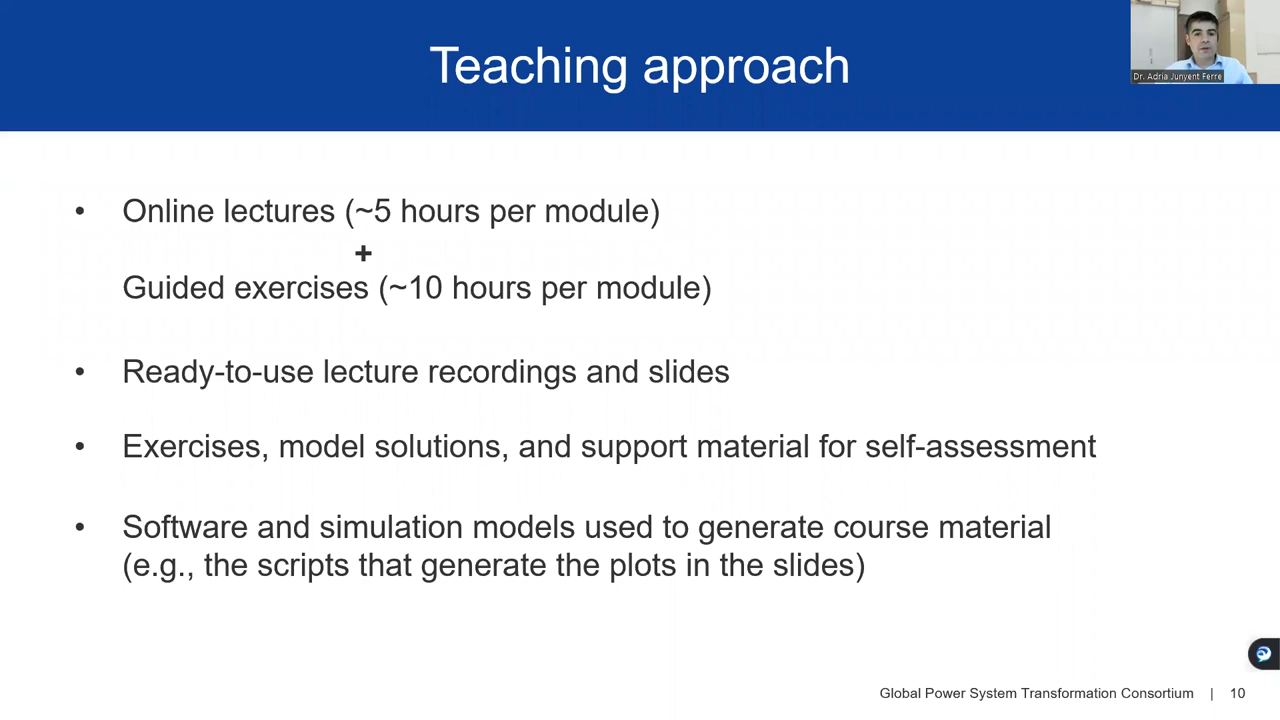 Teaching approach
Dr. Adria Junyent Ferre
• Online lectures (~5 hours per module)
+
Guided exercises (~10 hours per module)
• Ready-to-use lecture recordings and slides
• Exercises, model solutions, and support material for self-assessment
• Software and simulation models used to generate course material
(e.g., the scripts that generate the plots in the slides)
Global Power System Transformation Consortium | 10